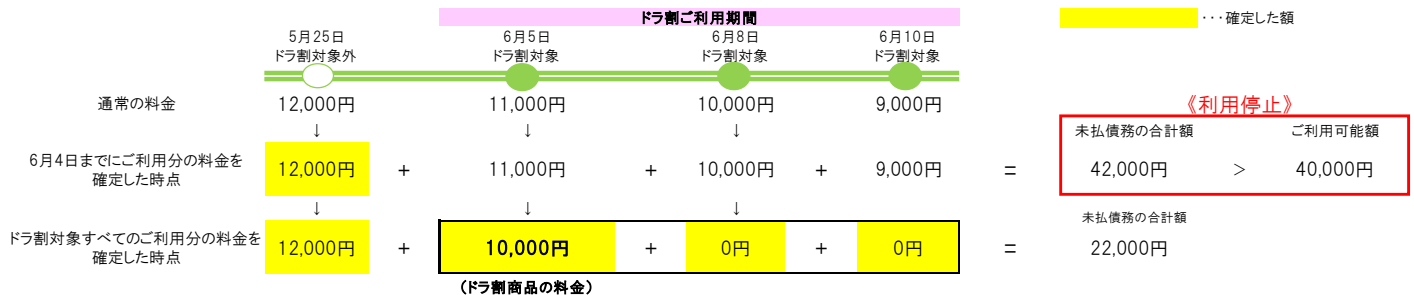 ドラ割ご利用期間
・・・確定した額
5月25日
ドラ割対象外
6月5日
ドラ割対象
6月8日
ドラ割対象
6月10日
ドラ割対象
通常の料金
12,000円
11,000円
10,000円
9,000円
《利用停止》
↓ ↓ ↓
未払債務の合計額
ご利用可能額
6月4日までにご利用分の料金を
確定した時点
12,000円 + 11,000円 + 10,000円 + 9,000円 = 42,000円 > 40,000円
↓ ↓ ↓
未払債務の合計額
ドラ割対象すべてのご利用分の料金を
確定した時点
12,000円 + 10,000円 + 0円 + 0円 = 22,000円
(ドラ割商品の料金)